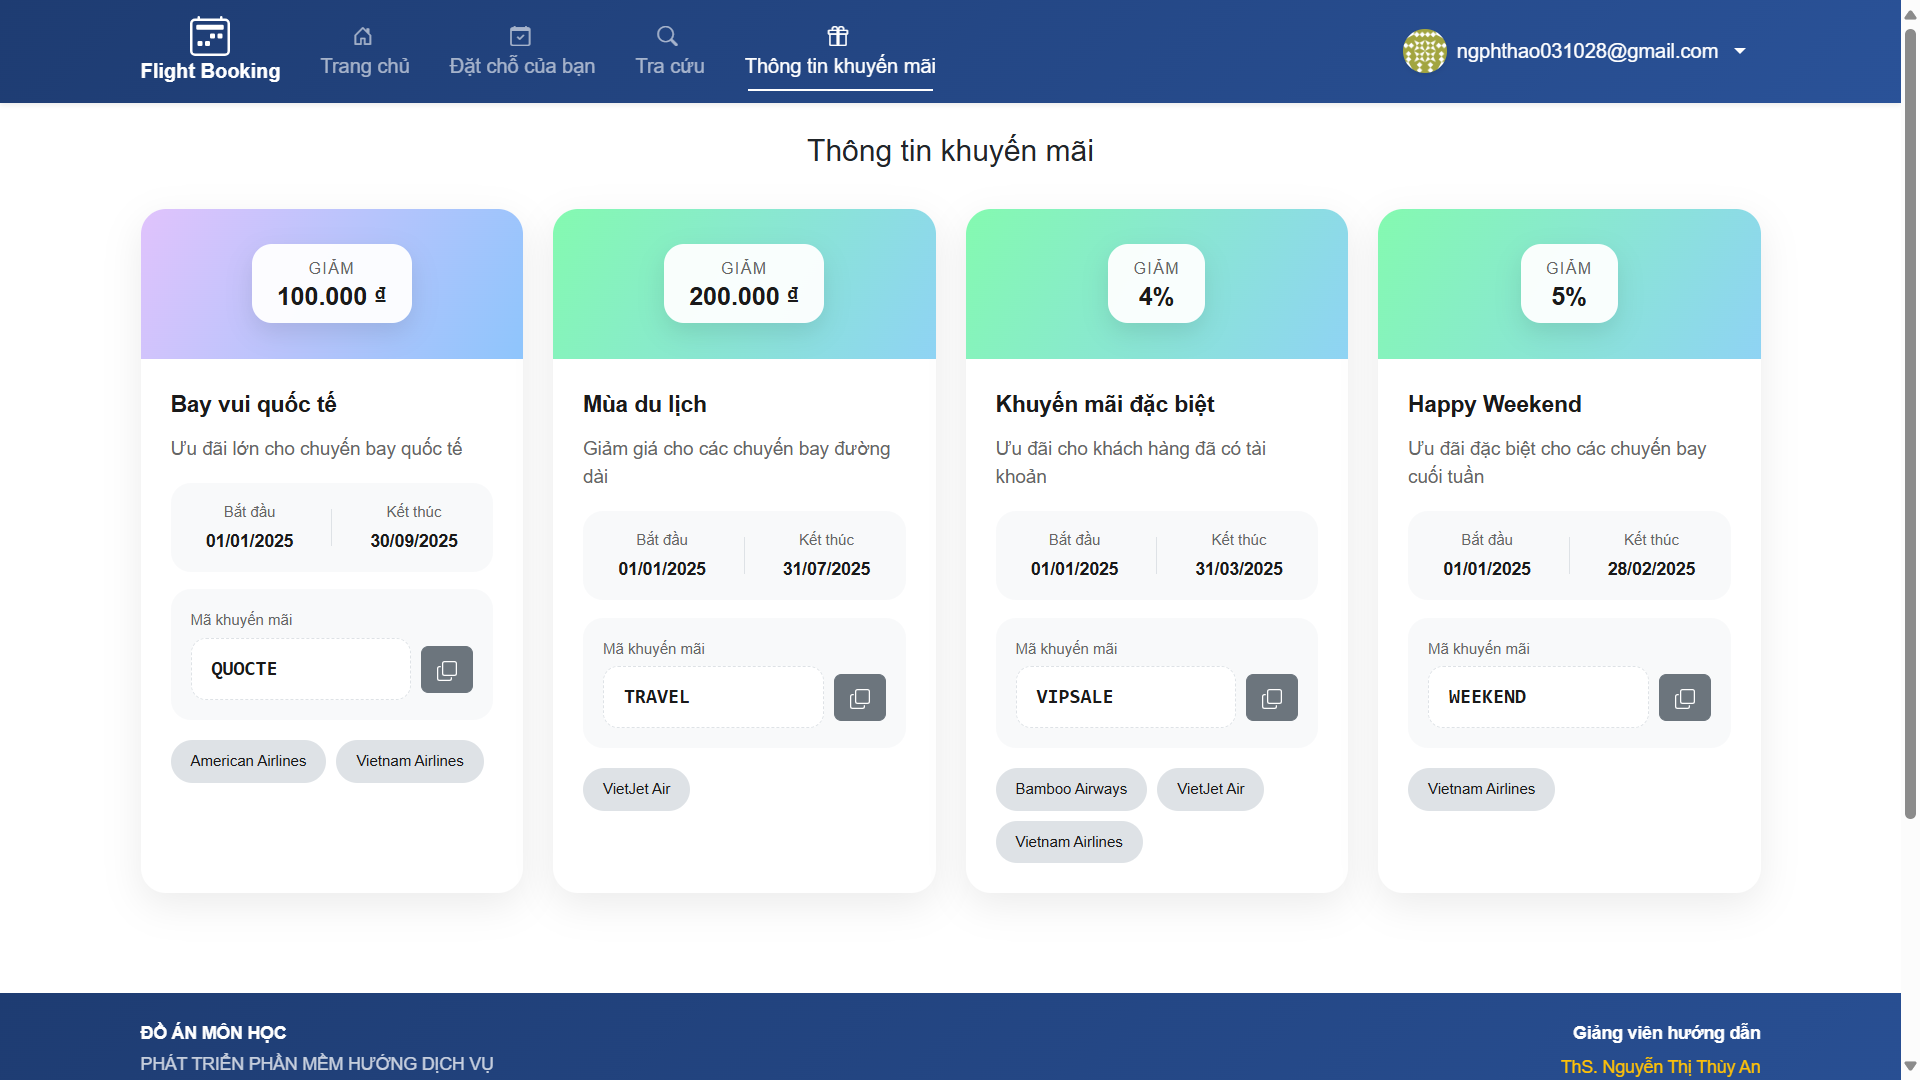 Flight Booking
Trang chủ
Đặt chỗ của bạn
Tra cứu
Thông tin khuyến mãi
ngphthao031028@gmail.com
Thông tin khuyến mãi
GIẢM
100.000 ₫
Bay vui quốc tế
Ưu đãi lớn cho chuyến bay quốc tế
Bắt đầu
01/01/2025
Kết thúc
30/09/2025
Mã khuyến mãi
QUOCTE
American Airlines
Vietnam Airlines
GIẢM
200.000 ₫
Mùa du lịch
Giảm giá cho các chuyến bay đường
dài
Bắt đầu
01/01/2025
Kết thúc
31/07/2025
Mã khuyến mãi
TRAVEL
VietJet Air
GIẢM
4%
Khuyến mãi đặc biệt
Ưu đãi cho khách hàng đã có tài
khoản
Bắt đầu
01/01/2025
Kết thúc
31/03/2025
Mã khuyến mãi
VIPSALE
Bamboo Airways
VietJet Air
Vietnam Airlines
GIẢM
5%
Happy Weekend
Ưu đãi đặc biệt cho các chuyến bay
cuối tuần
Bắt đầu
01/01/2025
Kết thúc
28/02/2025
Mã khuyến mãi
WEEKEND
Vietnam Airlines
ĐỒ ÁN MÔN HỌC
PHÁT TRIỂN PHẦN MỀM HƯỚNG DỊCH VỤ
Giảng viên hướng dẫn
ThS. Nguyễn Thị Thùy An